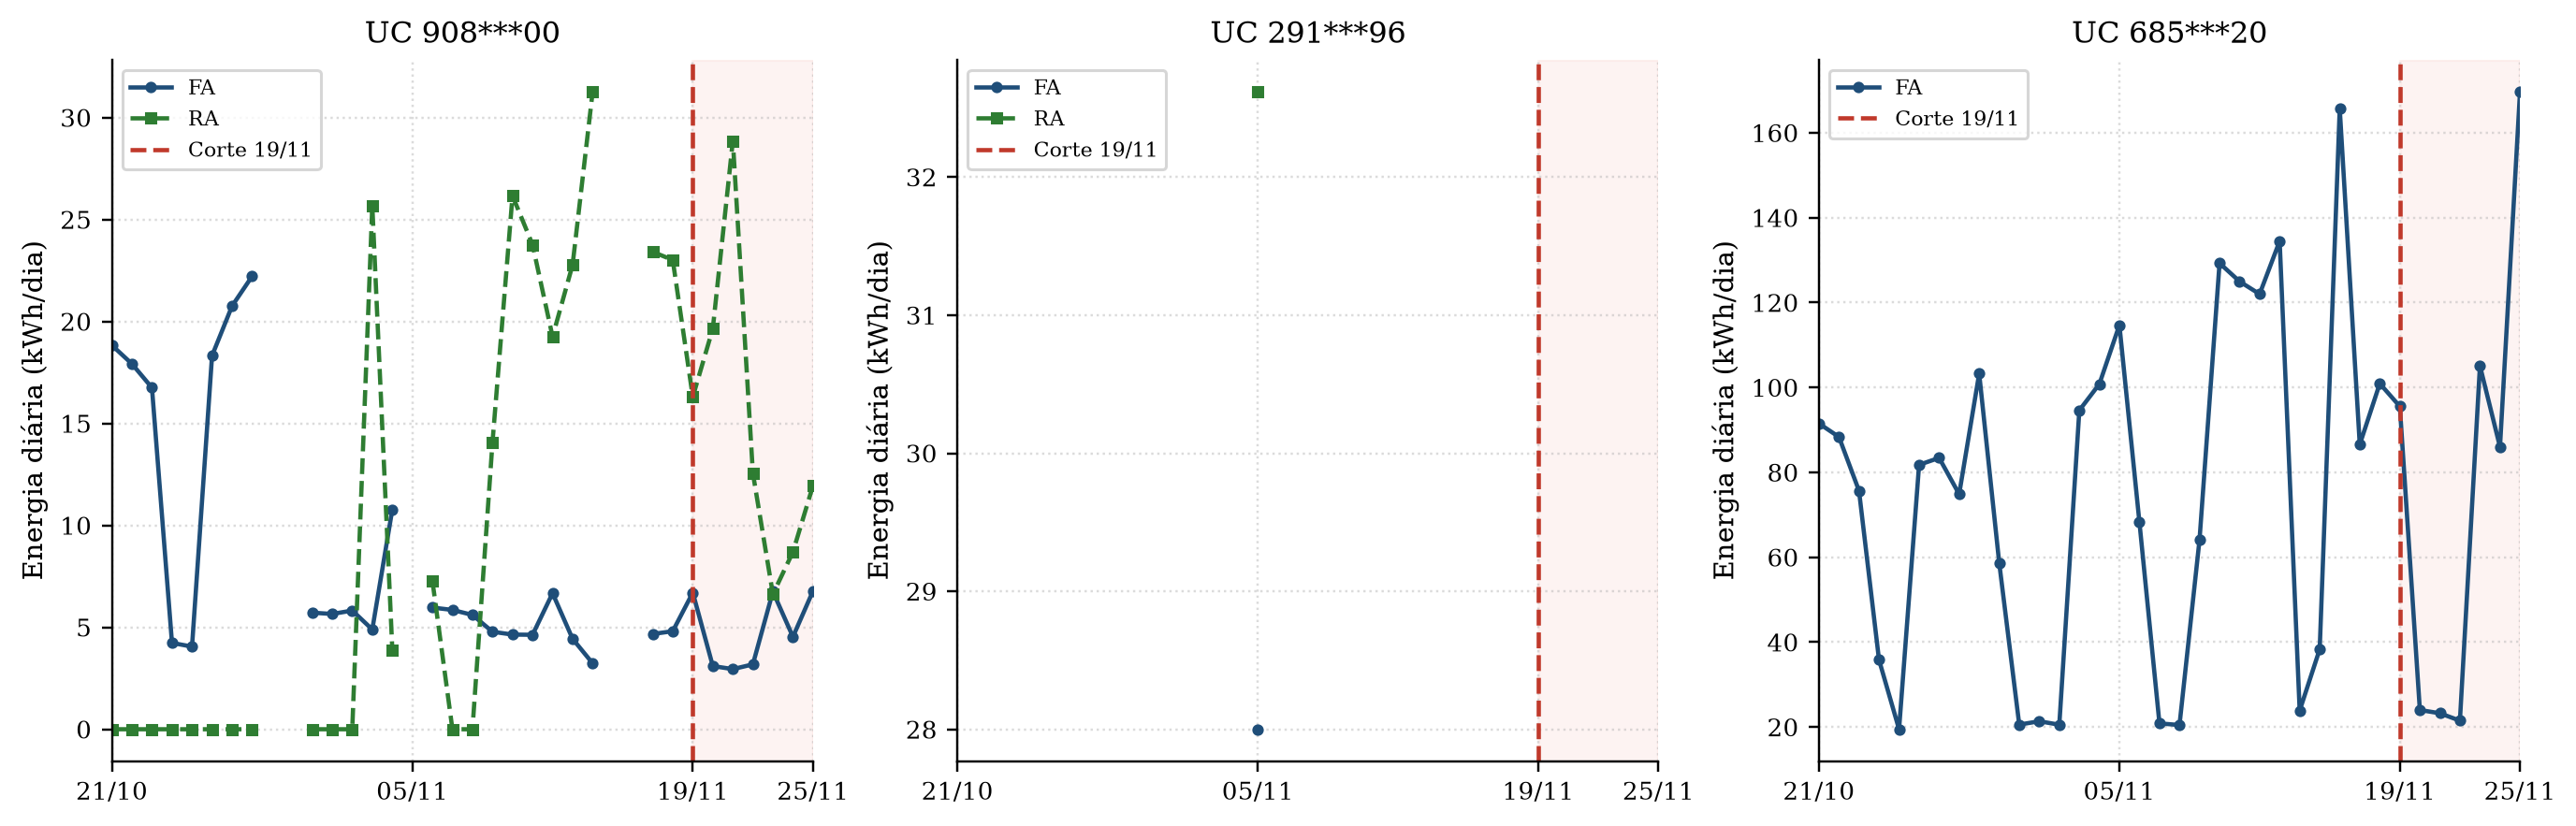 UC 908***00
FA
RA
Corte 19/11
Energia diária (kWh/dia)
30
25
20
15
10
5
0
21/10
05/11
19/11
25/11
UC 291***96
FA
RA
Corte 19/11
Energia diária (kWh/dia)
32
31
30
29
28
21/10
05/11
19/11
25/11
UC 685***20
FA
Corte 19/11
Energia diária (kWh/dia)
160
140
120
100
80
60
40
20
21/10
05/11
19/11
25/11